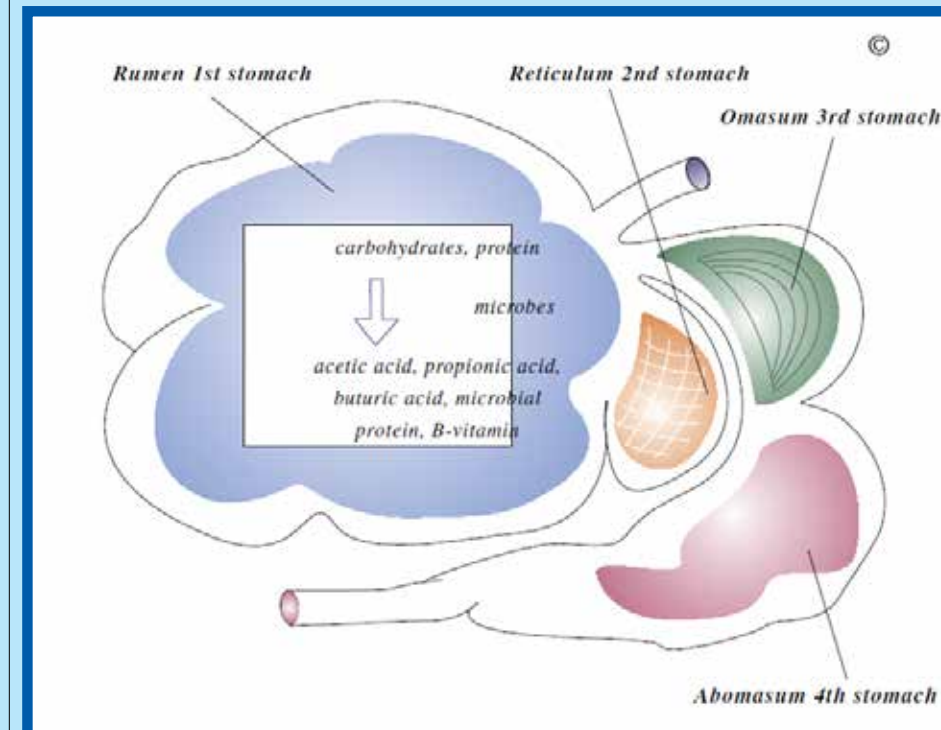 ©
Rumen 1st stomach
Reticulum 2nd stomach
Omasum 3rd stomach
carbohydrates, protein
microbes
acetic acid, propionic acid,
buturic acid, microbial
protein, B-vitamin
Abomasum 4th stomach